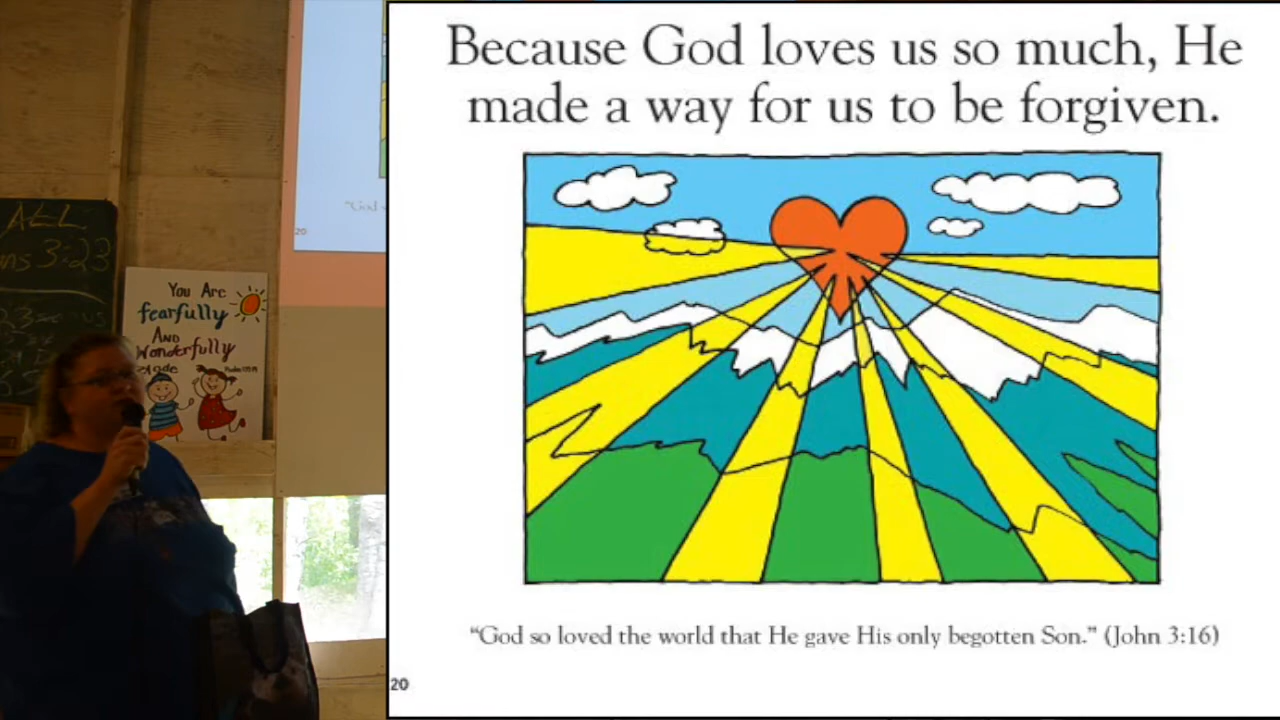 Because God loves us so much, He
made a way for us to be forgiven.
"God so loved the world that He gave His only begotten Son." (John 3:16)
20
"God
20
ALL
3:23
You Are
fearfully
AND
Wonderfully
Made